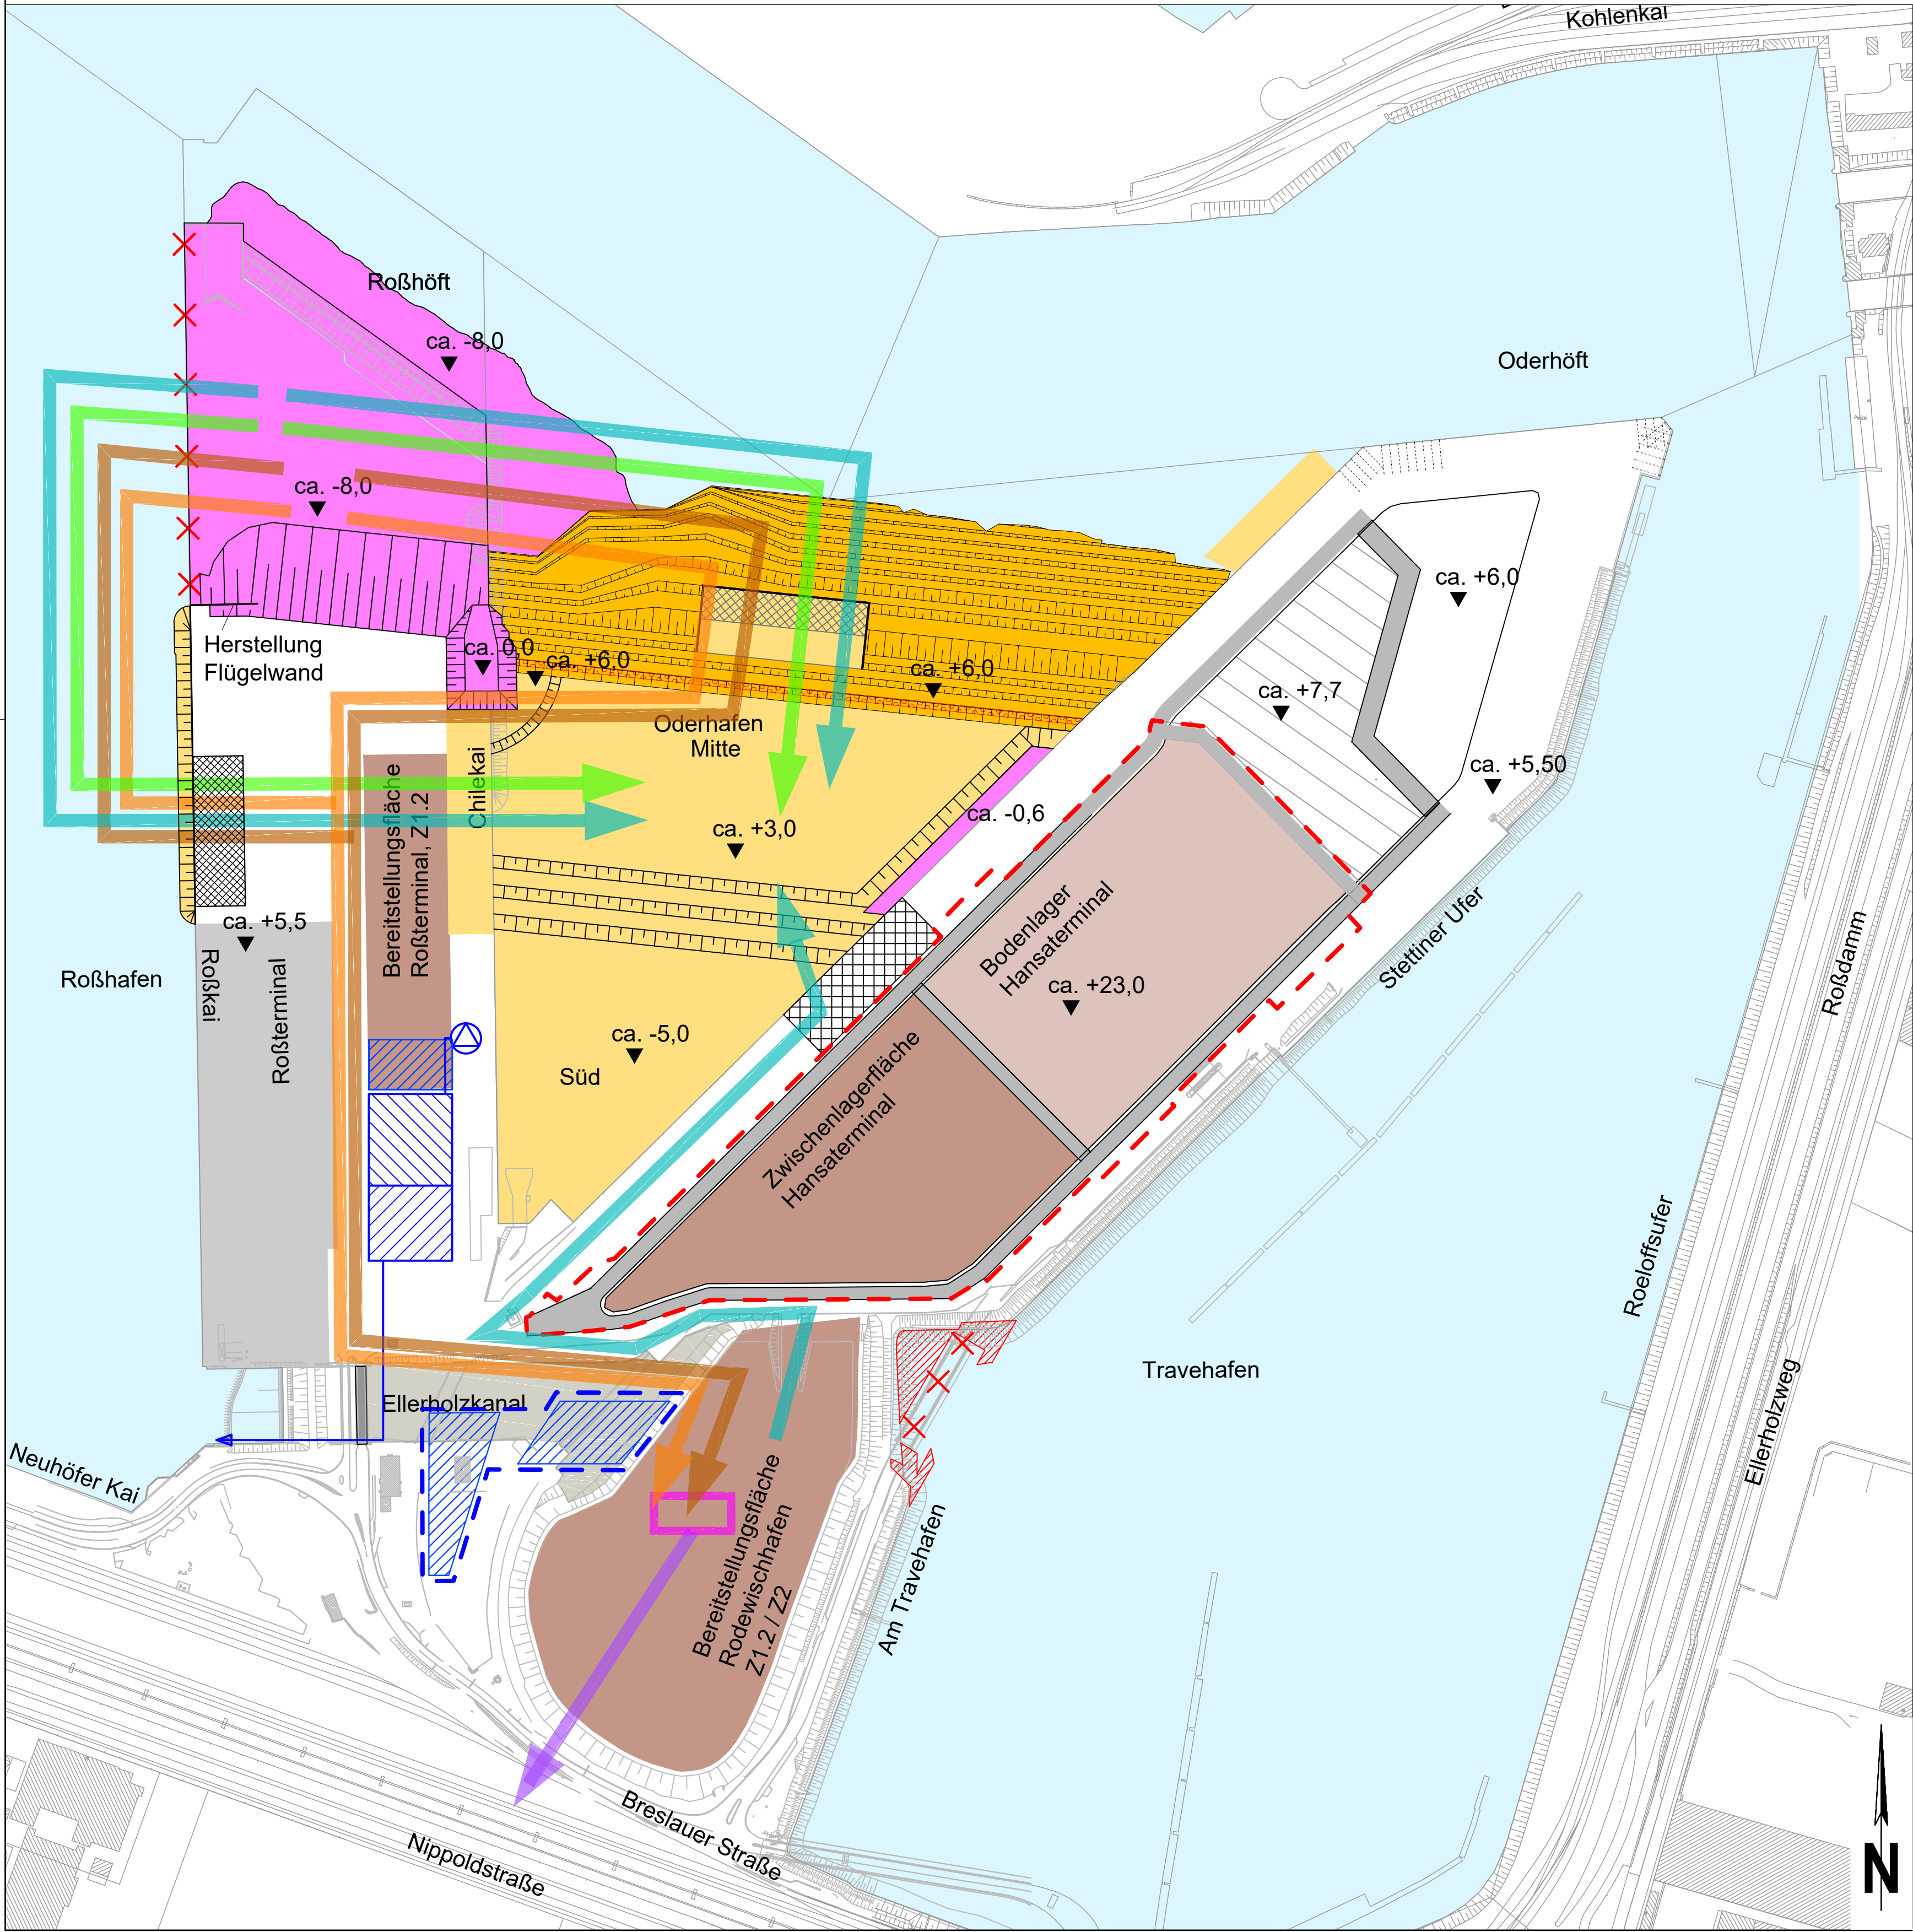 Kohlenkai
Roßhöft
ca. -8,0
Oderhöft
ca. -8,0
ca. +6,0
Herstellung
Flügelwand
ca. 0,0
ca. +6,0
ca. +6,0
ca. +7,7
Oderhafen
Mitte
ca. +5,50
Chilekai
Bereitstellungsfläche
Roßterminal, Z1.2
ca. -0,6
ca. +3,0
ca. +5,5
Bodenlager
Hansaterminal
Stettiner Ufer
Roßdamm
Roßhafen
Roßkai
Roßterminal
ca. +23,0
ca. -5,0
Süd
Zwischenlagerfläche
Hansaterminal
Roeloffsufer
Travehafen
Ellerholzkanal
Ellerholzweg
Neuhöfer Kai
Bereitstellungsfläche
Rodewischhafen
Z1.2 / Z2
Am Travehafen
Breslauer Straße
Nippoldstraße
N